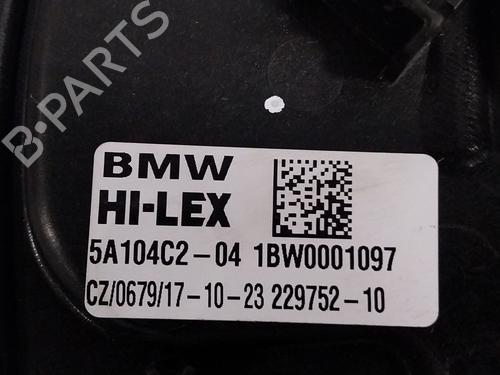 B-PARTS
BMW
HI-LEX
5A104C2-04 1BW0001097
CZ/0679/17-10-23 229752-10